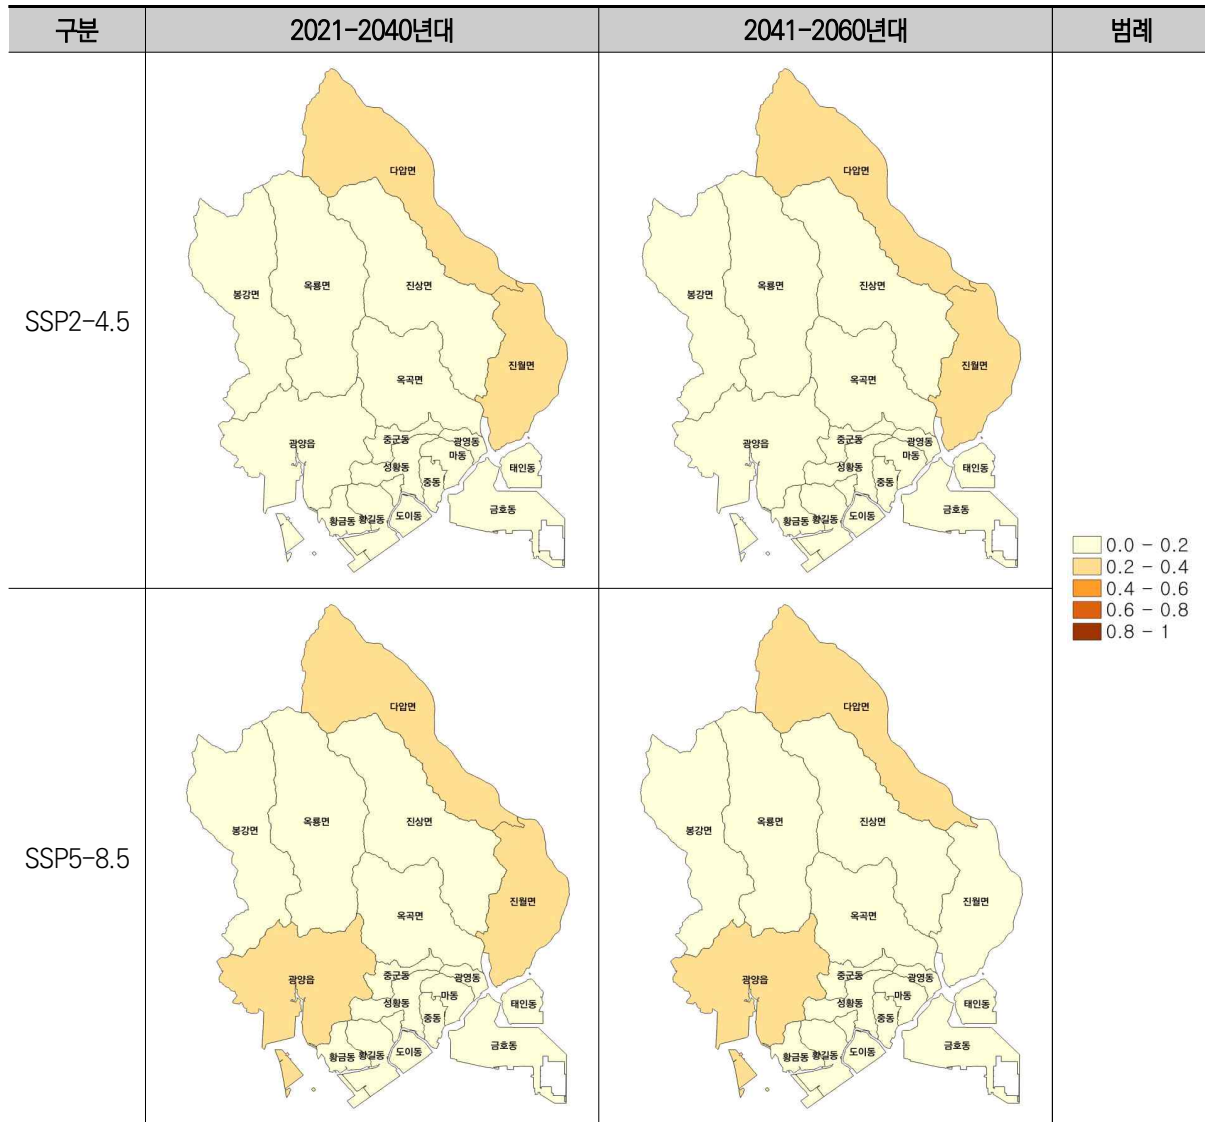 구분
2021-2040년대
2041-2060년대
범례
SSP2-4.5
다압면
봉강면
옥룡면
진상면
진월면
옥곡면
광양읍
중군동
광영동
마동
성황동
중동
태인동
황금동
황길동
도이동
금호동
다압면
봉강면
옥룡면
진상면
진월면
옥곡면
광양읍
중군동
광영동
마동
성황동
중동
태인동
황금동
황길동
도이동
금호동
0.0 - 0.2
0.2 - 0.4
0.4 - 0.6
0.6 - 0.8
0.8 - 1
SSP5-8.5
다압면
봉강면
옥룡면
진상면
진월면
옥곡면
광양읍
중군동
광영동
마동
성황동
중동
태인동
황금동
황길동
도이동
금호동
다압면
봉강면
옥룡면
진상면
진월면
옥곡면
광양읍
중군동
광영동
마동
성황동
중동
태인동
황금동
황길동
도이동
금호동